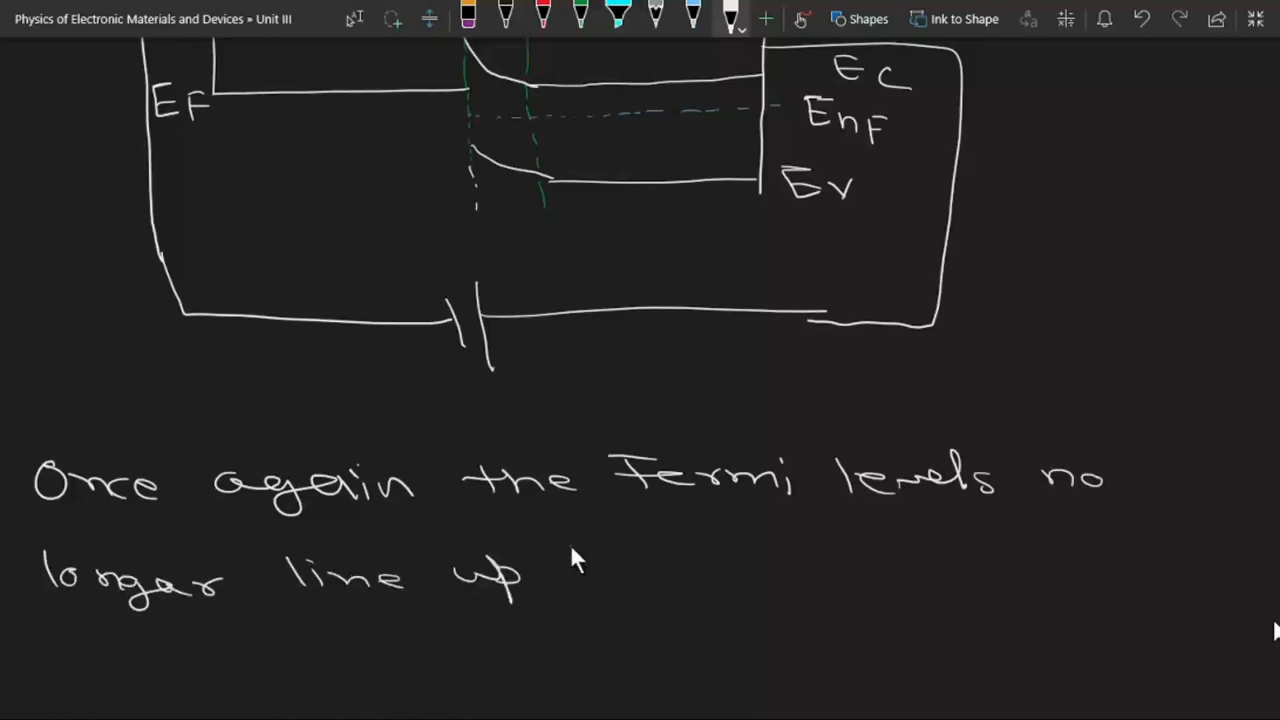 Physics of Electronic Materials and Devices » Unit III
Shapes
Ink to Shape
EF
Ec
EnF
Ev
Once again the Fermi levels no
longar line up